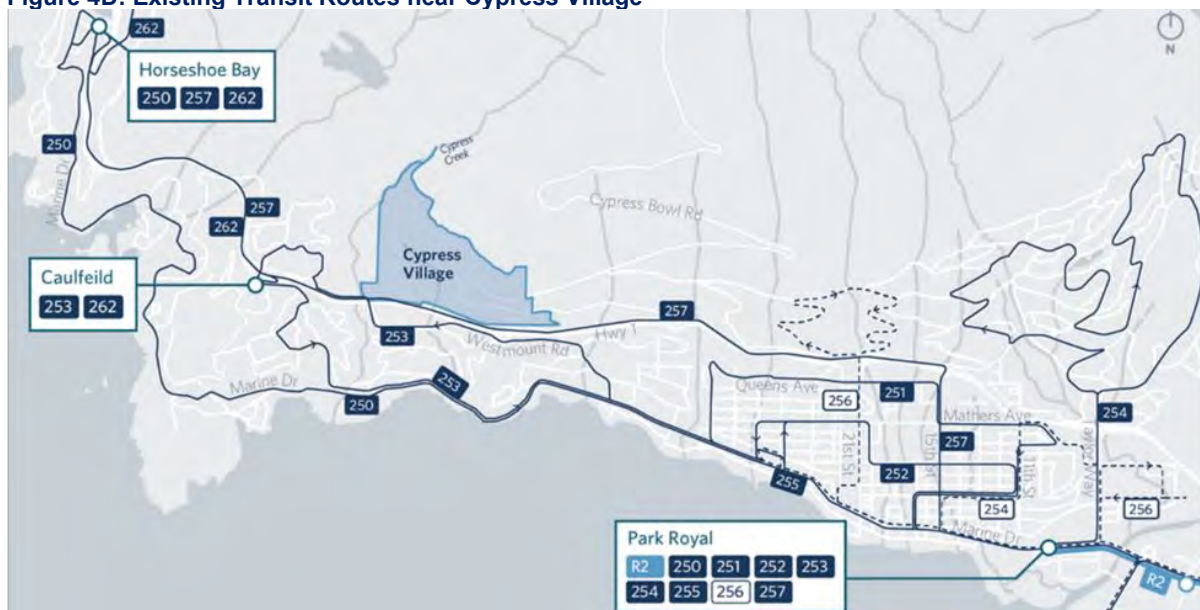 Figure 4D: Existing Transit Routes near Cypress Village
262
N
Horseshoe Bay
250 257 262
250
Marine Dr
Cypress
Creek
257
262
Cypress Bowl Rd
Cypress
Village
Caulfeild
253 262
257
Hwy 1
253
Westmount Rd
253
Marine Dr
250
Queens Ave
256
251
21st St
15th St
Mathers Ave
257
11th St
254
Taylor Way
252
255
254
256
Marine Dr
Park Royal
R2 250 251 252 253
254 255 256 257
R2